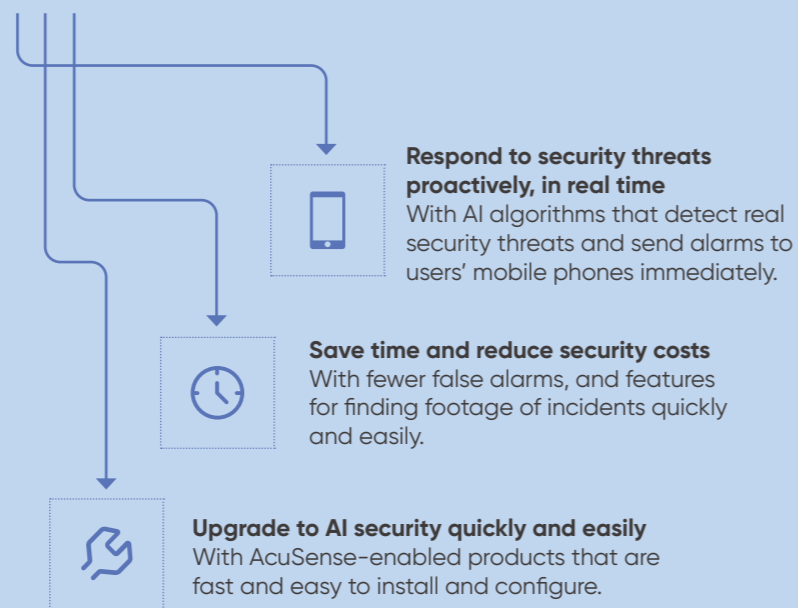 Respond to security threats
proactively, in real time
With AI algorithms that detect real
security threats and send alarms to
users’ mobile phones immediately.
Save time and reduce security costs
With fewer false alarms, and features
for finding footage of incidents quickly
and easily.
Upgrade to AI security quickly and easily
With AcuSense-enabled products that are
fast and easy to install and configure.